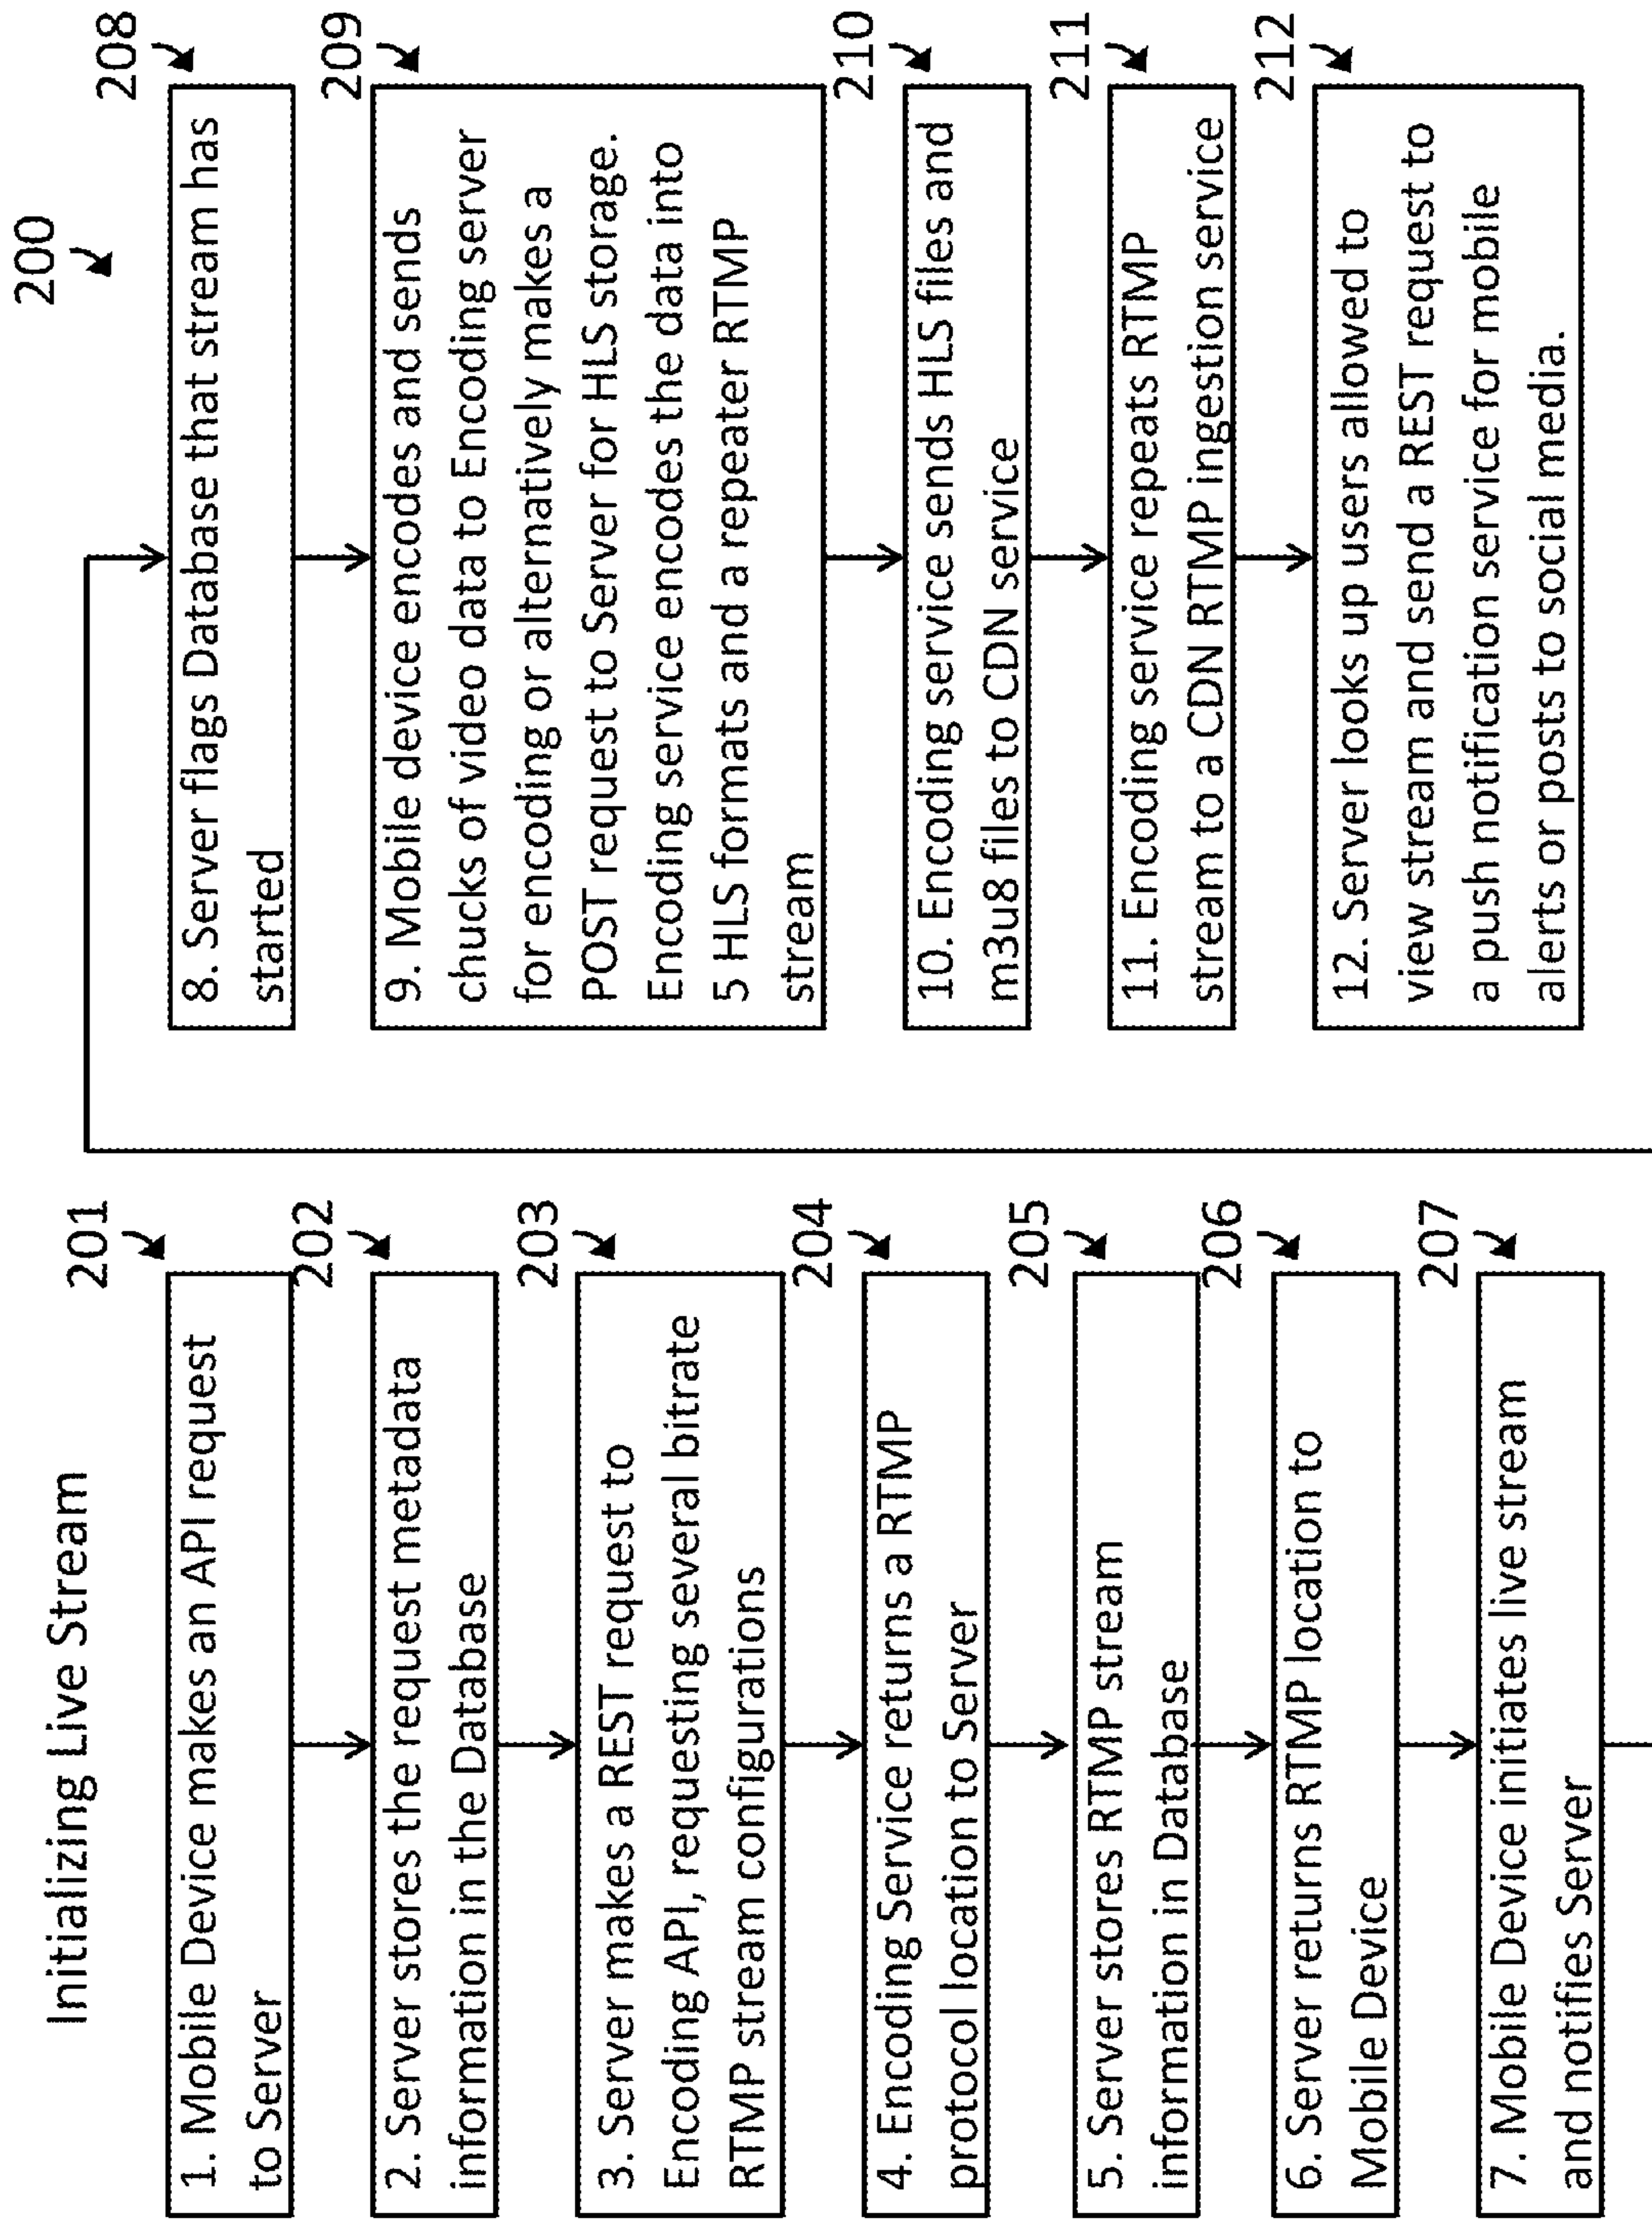 200
Initializing Live Stream
201
1. Mobile Device makes an API request
to Server
202
2. Server stores the request metadata
information in the Database
203
3. Server makes a REST request to
Encoding API, requesting several bitrate
RTMP stream configurations
204
4. Encoding Service returns a RTMP
protocol location to Server
205
5. Server stores RTMP stream
information in Database
206
6. Server returns RTMP location to
Mobile Device
207
7. Mobile Device initiates live stream
and notifies Server
208
8. Server flags Database that stream has
started
209
9. Mobile device encodes and sends
chucks of video data to Encoding server
for encoding or alternatively makes a
POST request to Server for HLS storage.
Encoding service encodes the data into
5 HLS formats and a repeater RTMP
stream
210
10. Encoding service sends HLS files and
m3u8 files to CDN service
211
11. Encoding service repeats RTMP
stream to a CDN RTMP ingestion service
212
12. Server looks up users allowed to
view stream and send a REST request to
a push notification service for mobile
alerts or posts to social media.